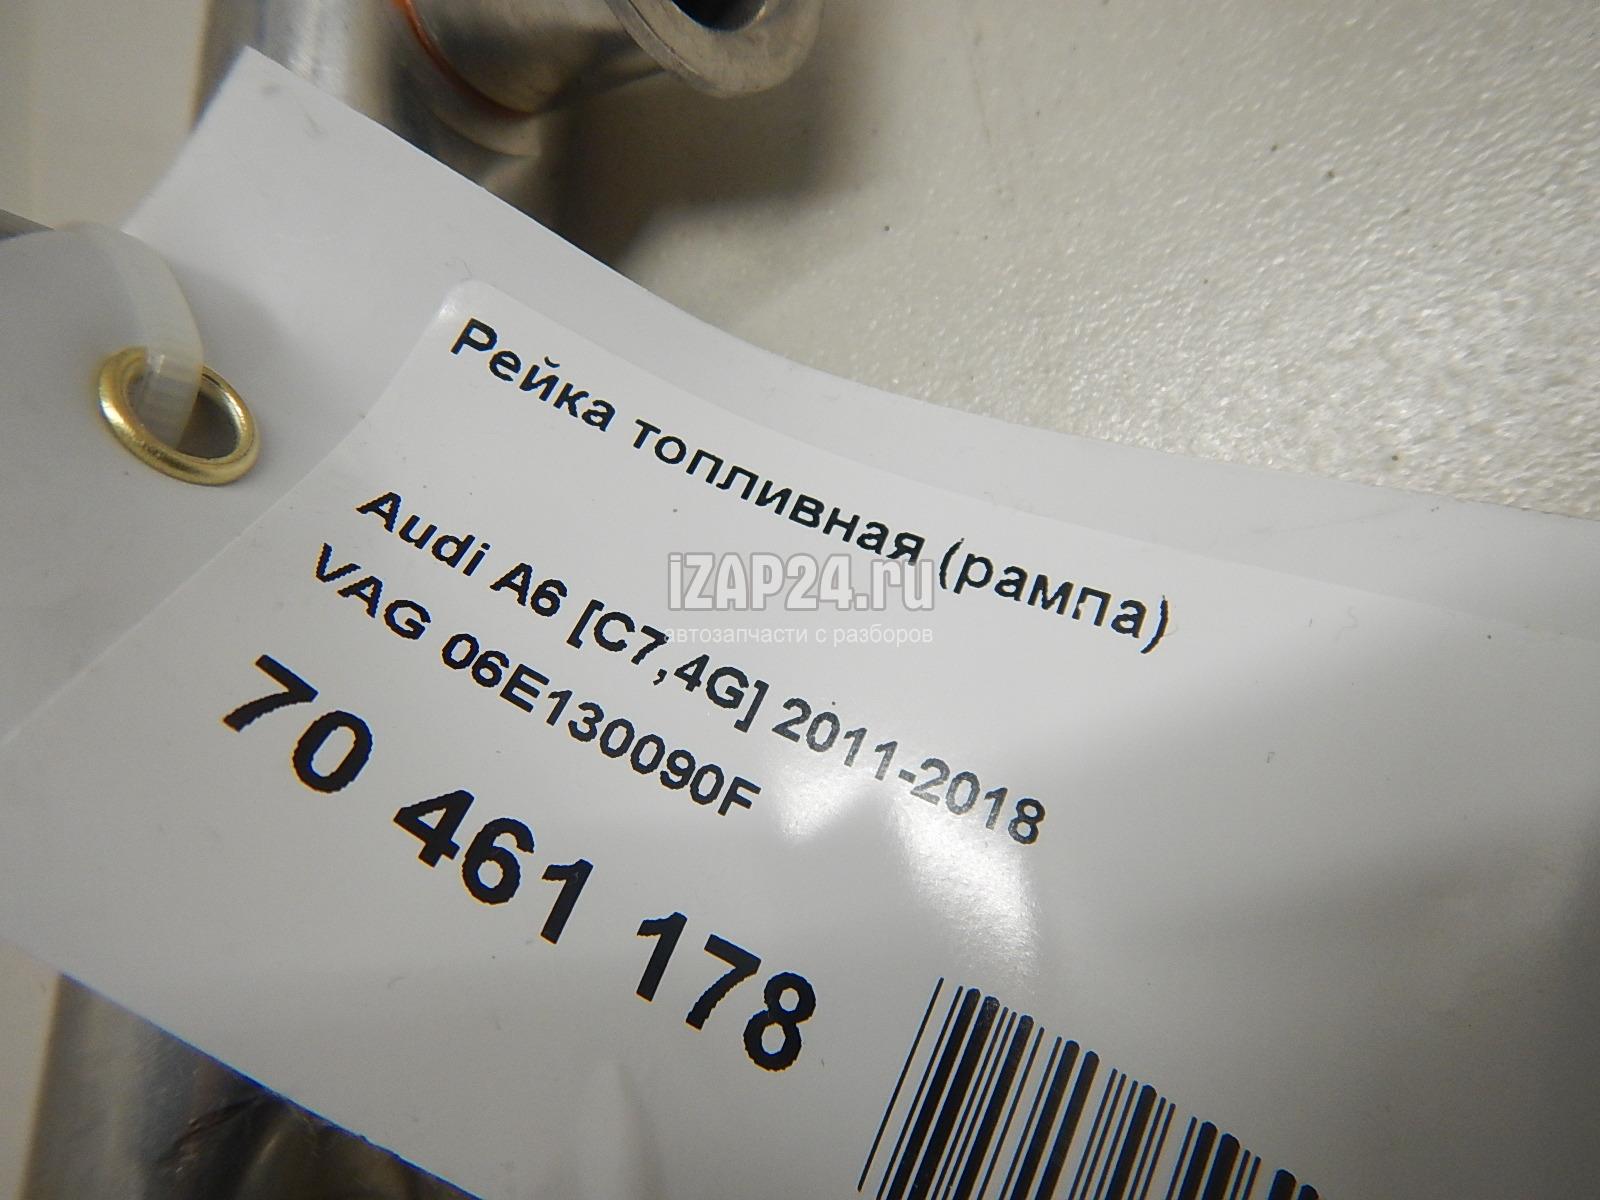 Рейка топливная (рампа)
Audi A6 [C7,4G] 2011-2018
VAG 06E130090F
70 461 178
iZAP24.ru
автозапчасти с разборов